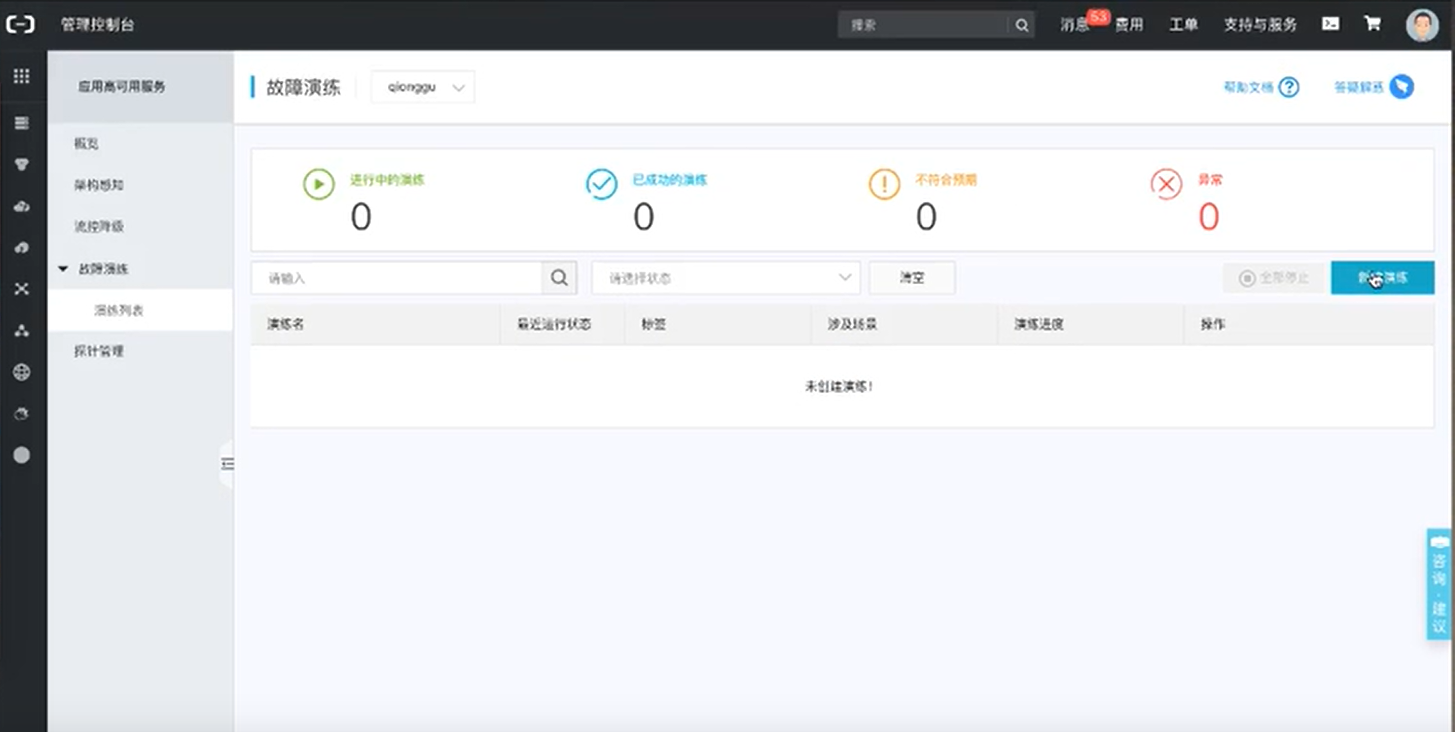 管理控制台
搜索
消息 53 费用 工单 支持与服务
应用高可用服务
概览
架构感知
流控降级
故障演练
演练列表
探针管理
故障演练 qionggu
帮助文档 答疑解惑
进行中的演练 0
已成功的演练 0
不符合预期 0
异常 0
请输入 请选择状态 清空 全部停止 新建演练
演练名 最近运行状态 标签 涉及场景 演练进度 操作
未创建演练!
咨询·建议